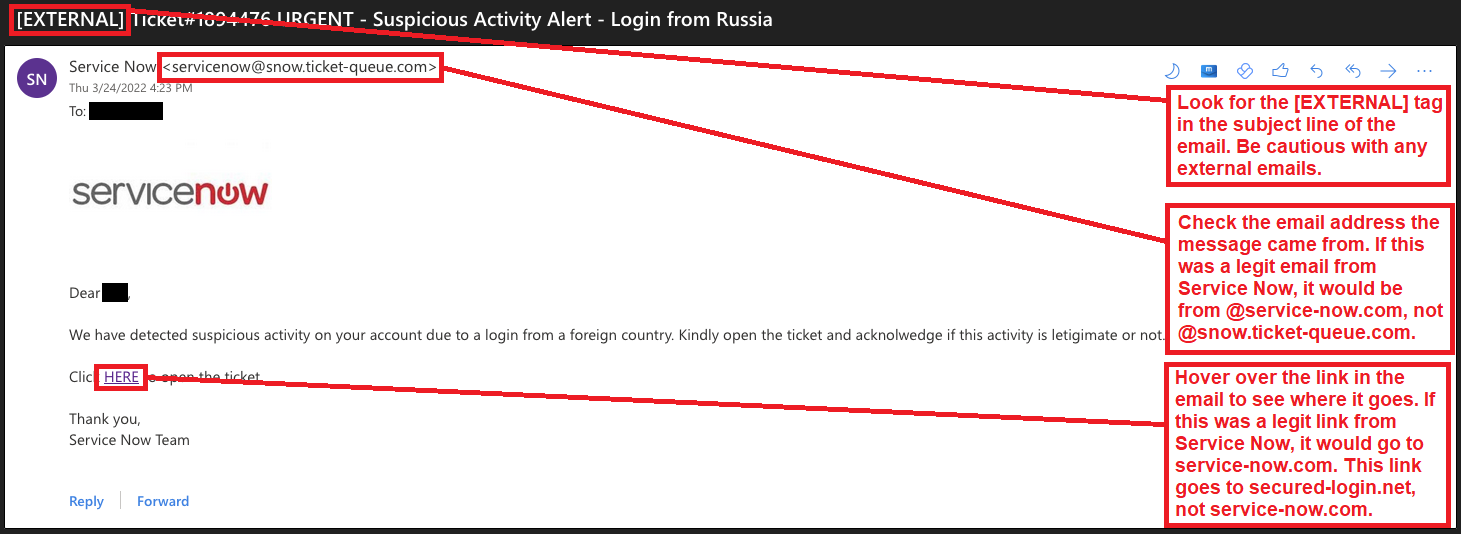 [EXTERNAL] Ticket#1894476 URGENT - Suspicious Activity Alert - Login from Russia
SN
Service Now <servicenow@snow.ticket-queue.com>
Thu 3/24/2022 4:23 PM
To:
servicenow
Dear ,
We have detected suspicious activity on your account due to a login from a foreign country. Kindly open the ticket and acknolwedge if this activity is letigimate or not.
Click HERE to open the ticket
Thank you,
Service Now Team
Reply
Forward
Look for the [EXTERNAL] tag
in the subject line of the
email. Be cautious with any
external emails.
Check the email address the
message came from. If this
was a legit email from
Service Now, it would be
from @service-now.com, not
@snow.ticket-queue.com.
Hover over the link in the
email to see where it goes. If
this was a legit link from
Service Now, it would go to
service-now.com. This link
goes to secured-login.net,
not service-now.com.